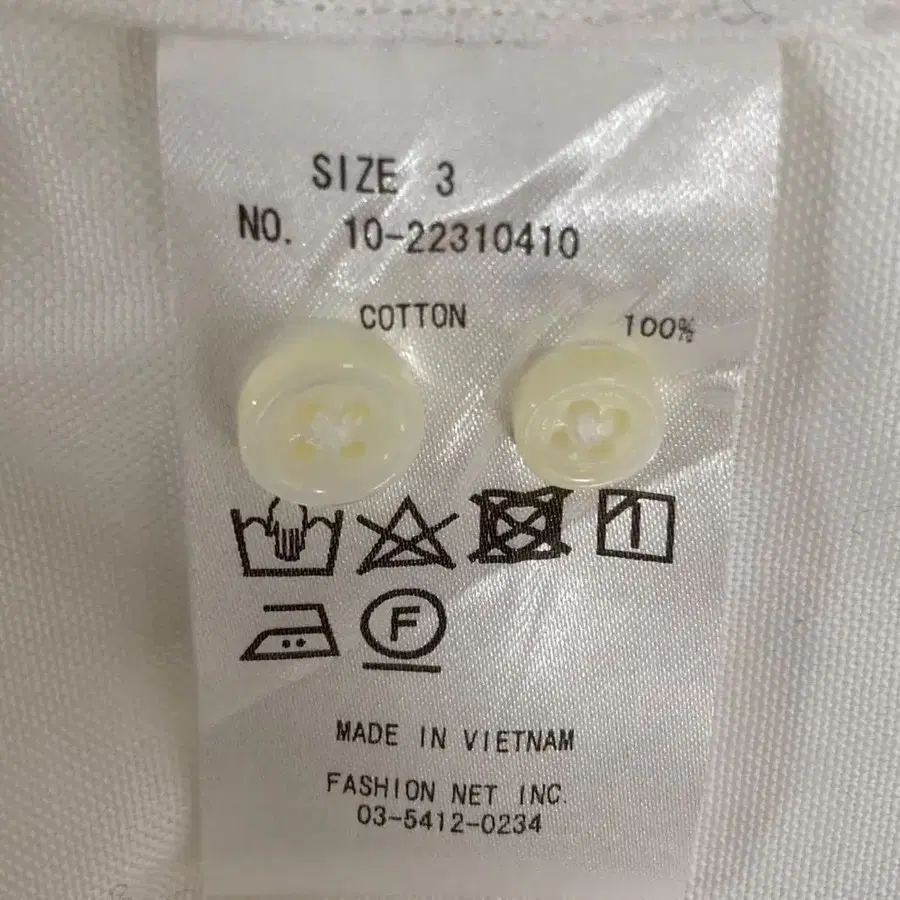 SIZE 3
NO. 10-22310410
COTTON 100%
F
MADE IN VIETNAM
FASHION NET INC.
03-5412-0234